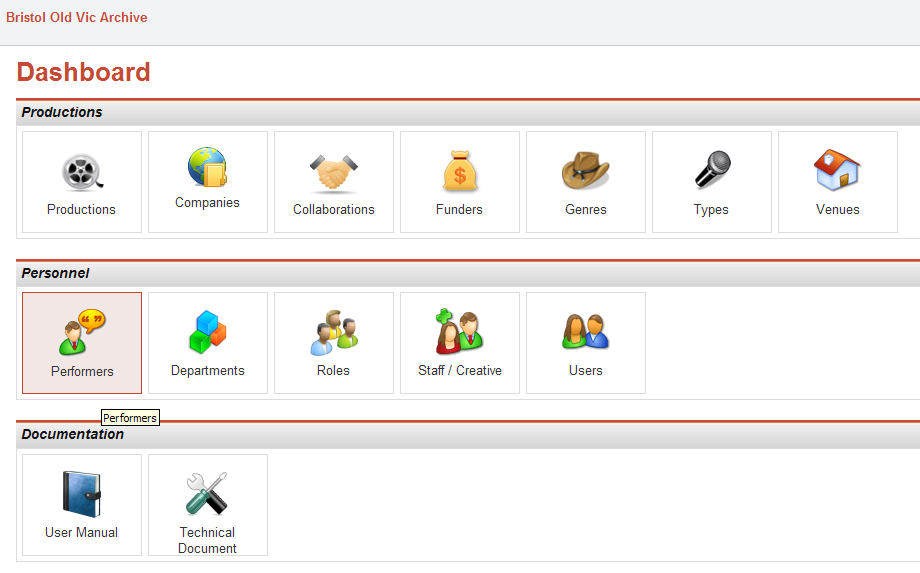 Bristol Old Vic Archive
Dashboard
Productions
Productions
Companies
Collaborations
Funders
Genres
Types
Venues
Personnel
Performers
Departments
Roles
Staff / Creative
Users
Performers
Documentation
User Manual
Technical
Document